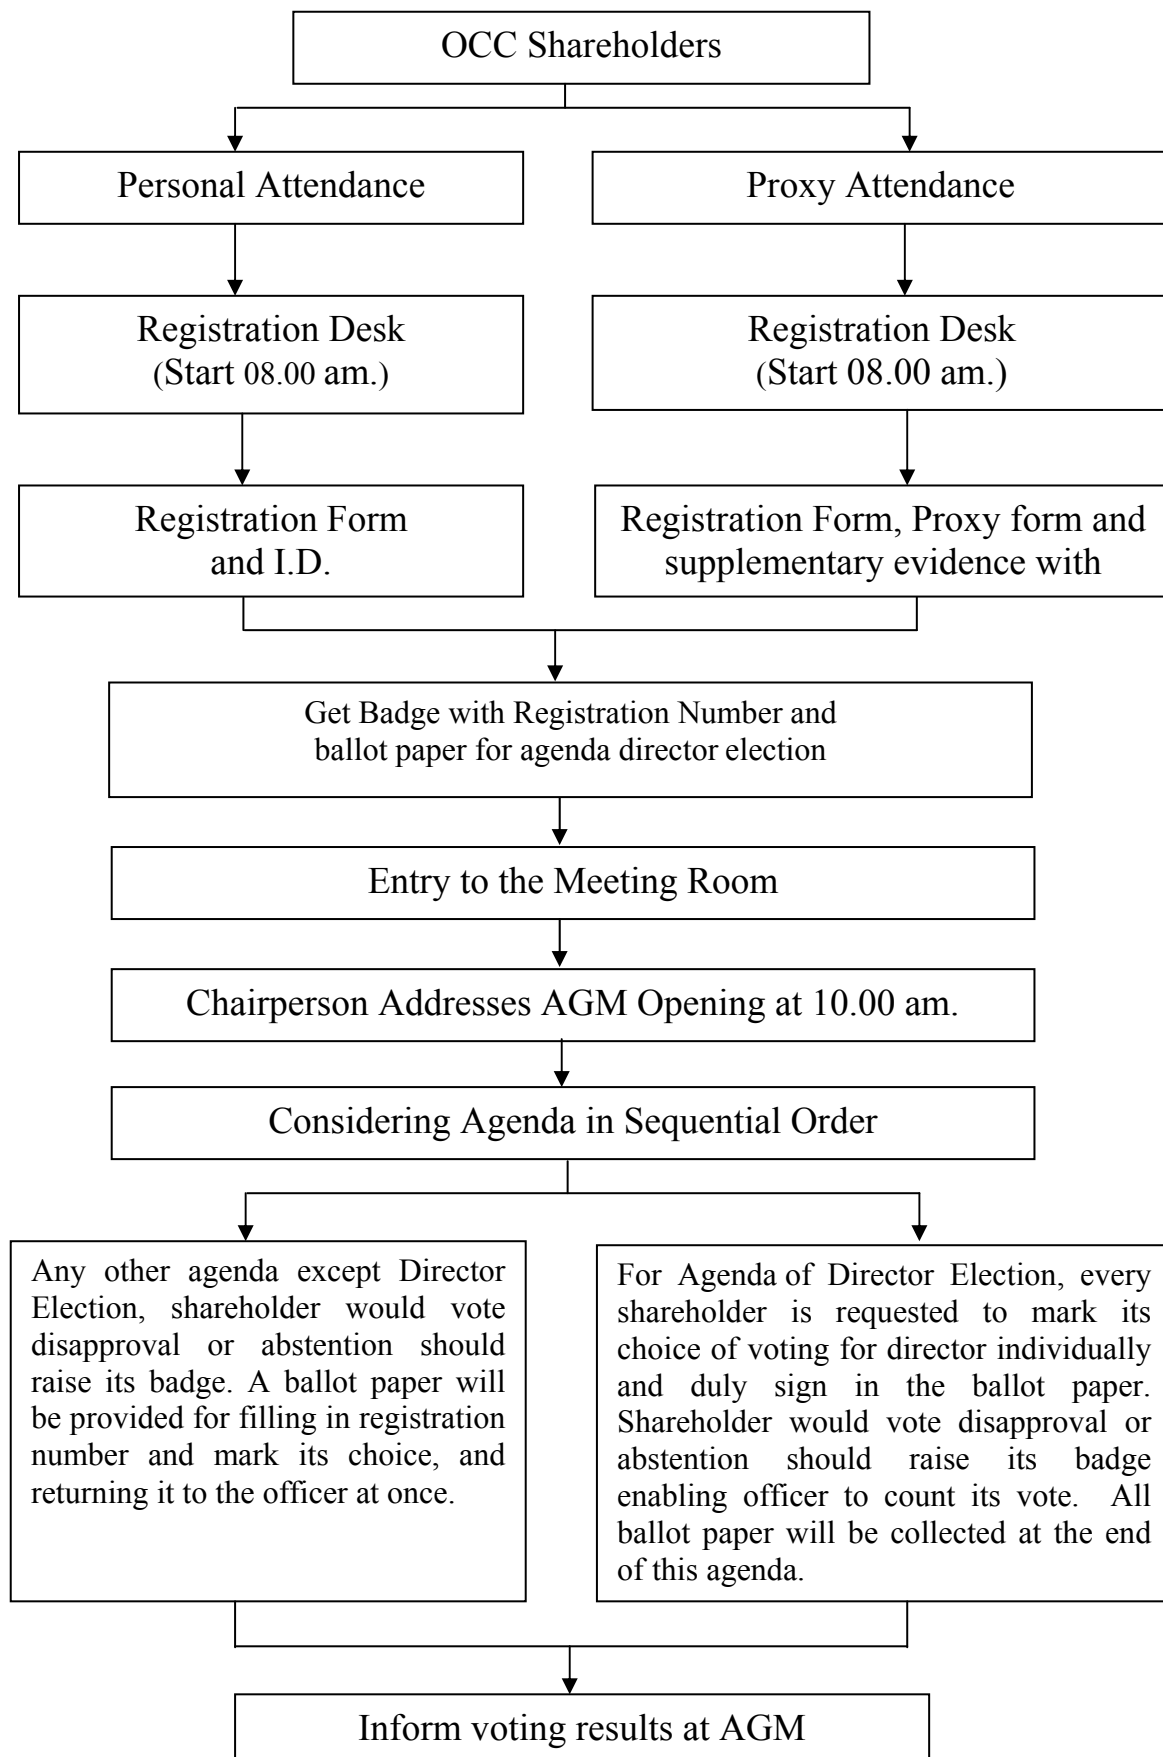 OCC Shareholders
Personal Attendance
Proxy Attendance
Registration Desk
(Start 08.00 am.)
Registration Desk
(Start 08.00 am.)
Registration Form
and I.D.
Registration Form, Proxy form and
supplementary evidence with
Get Badge with Registration Number and
ballot paper for agenda director election
Entry to the Meeting Room
Chairperson Addresses AGM Opening at 10.00 am.
Considering Agenda in Sequential Order
Any other agenda except Director
Election, shareholder would vote
disapproval or abstention should
raise its badge. A ballot paper will
be provided for filling in registration
number and mark its choice, and
returning it to the officer at once.
For Agenda of Director Election, every
shareholder is requested to mark its
choice of voting for director individually
and duly sign in the ballot paper.
Shareholder would vote disapproval or
abstention should raise its badge
enabling officer to count its vote. All
ballot paper will be collected at the end
of this agenda.
Inform voting results at AGM